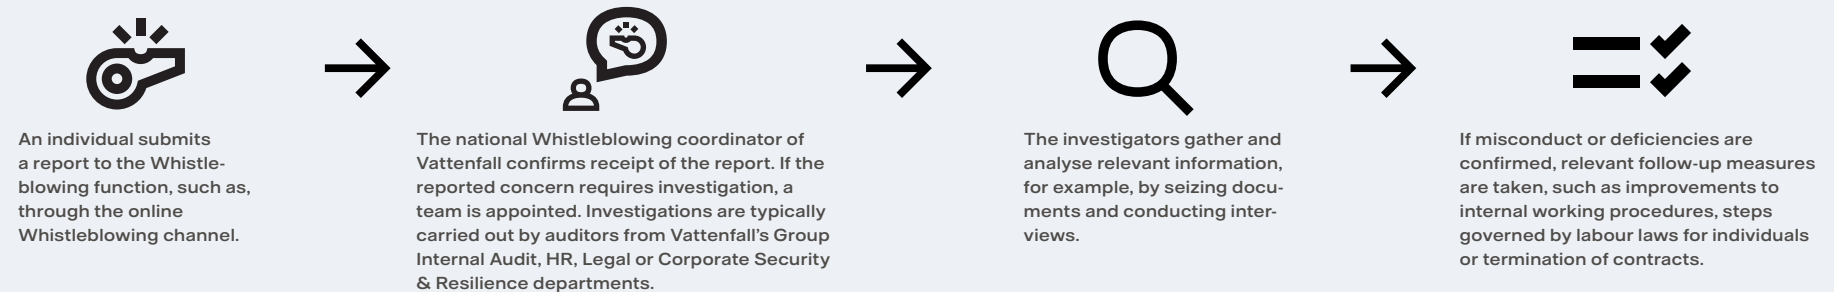 An individual submits
a report to the Whistle-
blowing function, such as,
through the online
Whistleblowing channel.
The national Whistleblowing coordinator of
Vattenfall confirms receipt of the report. If the
reported concern requires investigation, a
team is appointed. Investigations are typically
carried out by auditors from Vattenfall’s Group
Internal Audit, HR, Legal or Corporate Security
& Resilience departments.
The investigators gather and
analyse relevant information,
for example, by seizing docu-
ments and conducting inter-
views.
If misconduct or deficiencies are
confirmed, relevant follow-up measures
are taken, such as improvements to
internal working procedures, steps
governed by labour laws for individuals
or termination of contracts.